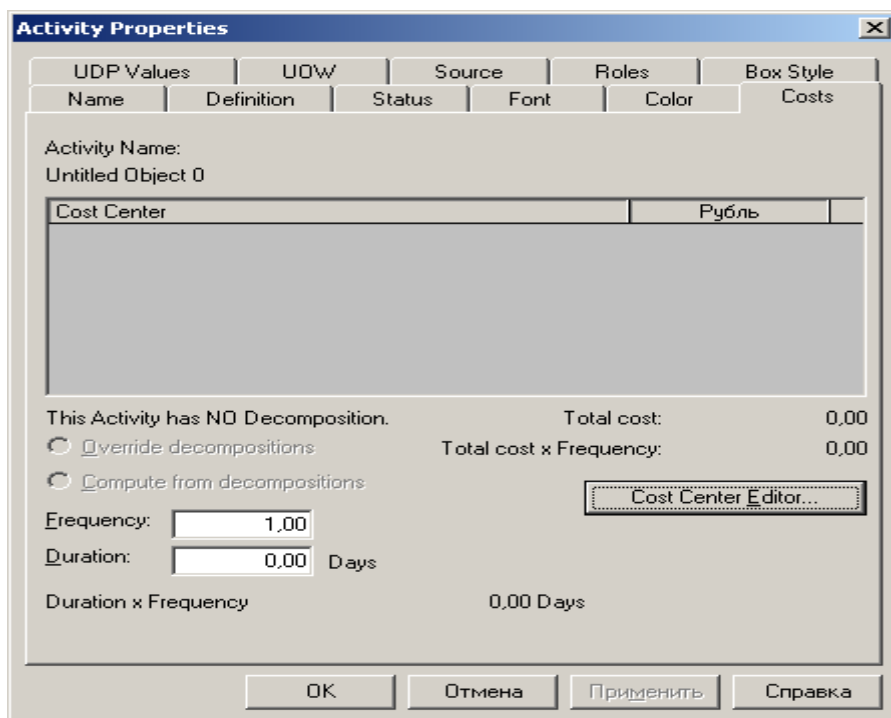 Activity Properties
UDP Values UOW Source Roles Box Style
Name Definition Status Font Color Costs
Activity Name:
Untitled Object 0
Cost Center Рубль
This Activity has NO Decomposition. Total cost: 0,00
Override decompositions Total cost x Frequency: 0,00
Compute from decompositions
Cost Center Editor...
Frequency: 1,00
Duration: 0,00 Days
Duration x Frequency 0,00 Days
OK Отмена Применить Справка